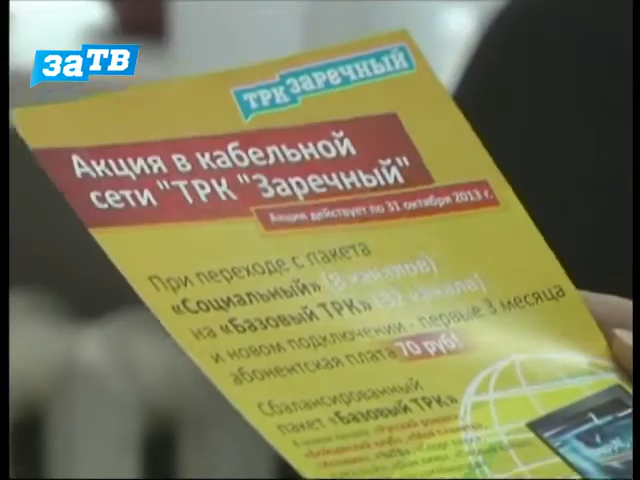 заТВ
ТРК Заречный
Акция в кабельной
сети "ТРК "Заречный"
Акция действует по 31 октября 2013 г.
При переходе с пакета
«Социальный» (8 каналов)
на «Базовый ТРК» (37 канала)
и новом подключении - первые 3 месяца
абонентская плата 70 руб!
Сбалансированный
пакет «Базовый ТРК»